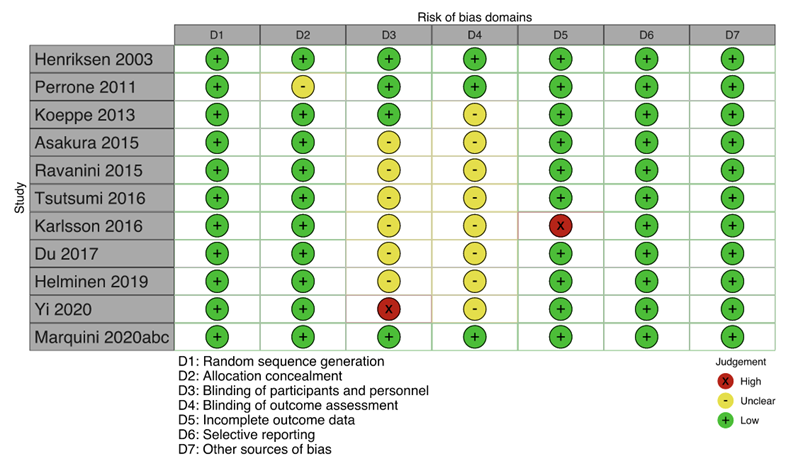 Risk of bias domains
D1 D2 D3 D4 D5 D6 D7
Study
Henriksen 2003 + + + + + + +
Perrone 2011 + - + + + + +
Koeppe 2013 + + + - + + +
Asakura 2015 + + - - + + +
Ravanini 2015 + + - - + + +
Tsutsumi 2016 + + - - + + +
Karlsson 2016 + + - - X + +
Du 2017 + + - - + + +
Helminen 2019 + + - - + + +
Yi 2020 + + X - + + +
Marquini 2020abc + + + + + + +
D1: Random sequence generation
D2: Allocation concealment
D3: Blinding of participants and personnel
D4: Blinding of outcome assessment
D5: Incomplete outcome data
D6: Selective reporting
D7: Other sources of bias
Judgement
X High
- Unclear
+ Low